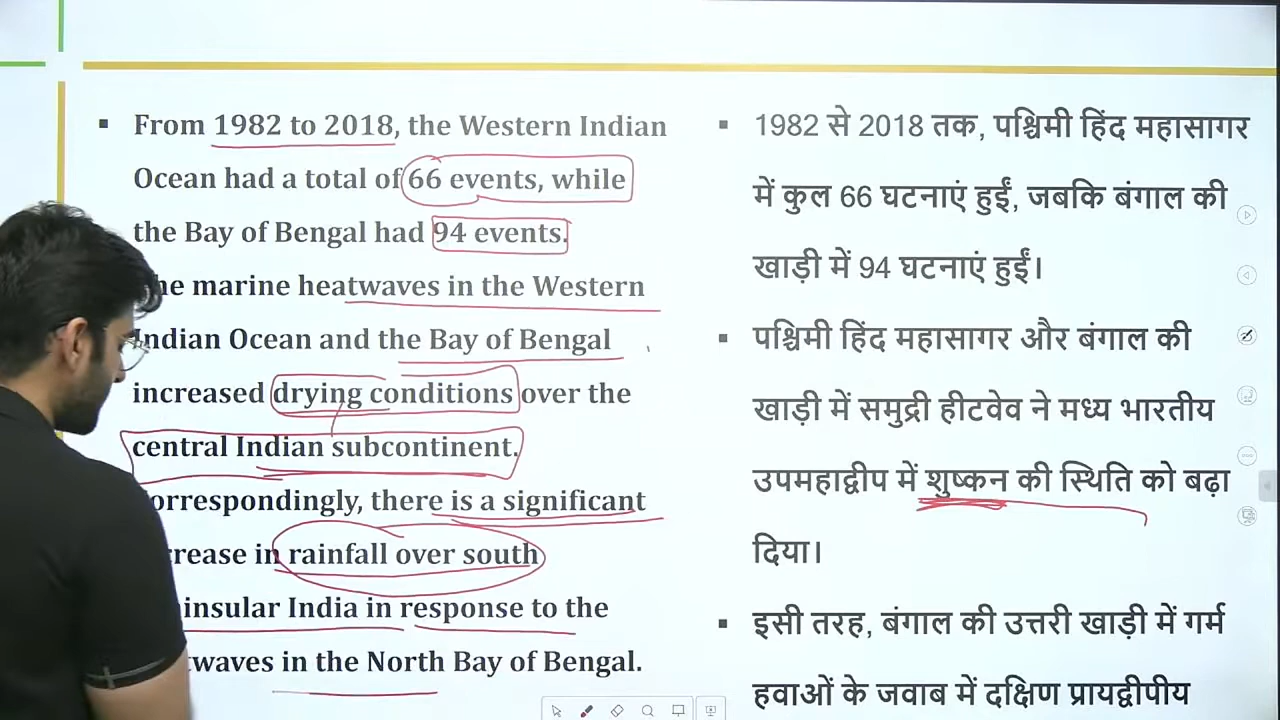 From 1982 to 2018, the Western Indian
Ocean had a total of 66 events, while
the Bay of Bengal had 94 events.
marine heatwaves in the Western
Indian Ocean and the Bay of Bengal
increased drying conditions over the
central Indian subcontinent.
there is a significant
in rainfall over south
India in response to the
in the North Bay of Bengal.
1982 से 2018 तक, पश्चिमी हिंद महासागर
में कुल 66 घटनाएं हुईं, जबकि बंगाल की
खाड़ी में 94 घटनाएं हुईं।
पश्चिमी हिंद महासागर और बंगाल की
खाड़ी में समुद्री हीटवेव ने मध्य भारतीय
उपमहाद्वीप में शुष्कन की स्थिति को बढ़ा
दिया।
इसी तरह, बंगाल की उत्तरी खाड़ी में गर्म
हवाओं के जवाब में दक्षिण प्रायद्वीपीय